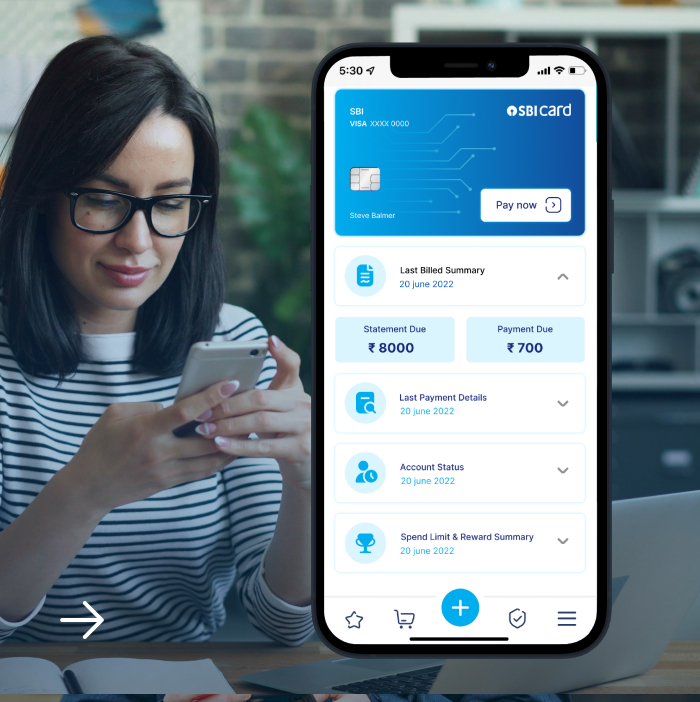 5:30
SBI
VISA XXXX 0000
SBI card
Pay now
Steve Balmer
Last Billed Summary
20 june 2022
Statement Due
Payment Due
₹ 8000
₹ 700
Last Payment Details
20 june 2022
Account Status
20 june 2022
Spend Limit & Reward Summary
20 june 2022